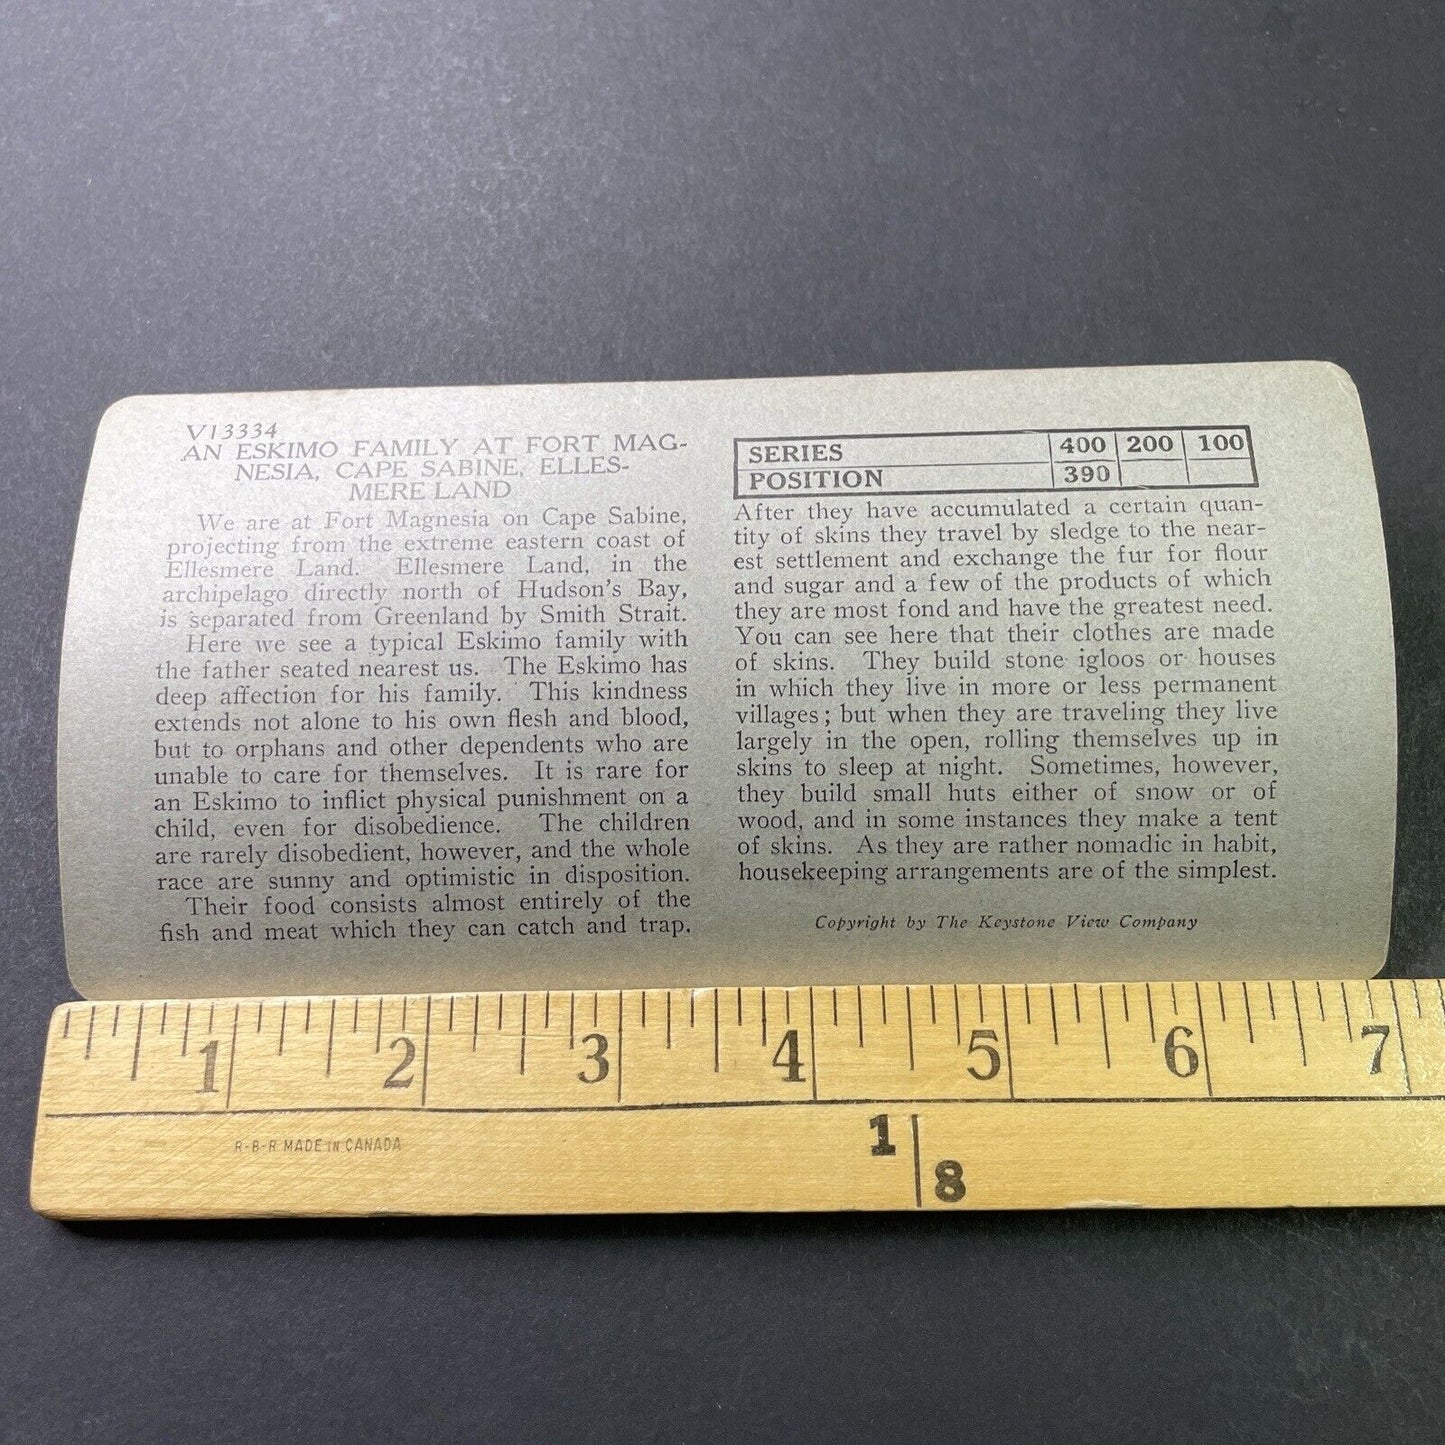 V13334
AN ESKIMO FAMILY AT FORT MAG-
NESIA, CAPE SABINE, ELLES-
MERE LAND
We are at Fort Magnesia on Cape Sabine,
projecting from the extreme eastern coast of
Ellesmere Land. Ellesmere Land, in the
archipelago directly north of Hudson's Bay,
is separated from Greenland by Smith Strait.
Here we see a typical Eskimo family with
the father seated nearest us. The Eskimo has
deep affection for his family. This kindness
extends not alone to his own flesh and blood,
but to orphans and other dependents who are
unable to care for themselves. It is rare for
an Eskimo to inflict physical punishment on a
child, even for disobedience. The children
are rarely disobedient, however, and the whole
race are sunny and optimistic in disposition.
Their food consists almost entirely of the
fish and meat which they can catch and trap.
SERIES 400 200 100
POSITION 390
After they have accumulated a certain quan-
tity of skins they travel by sledge to the near-
est settlement and exchange the fur for flour
and sugar and a few of the products of which
they are most fond and have the greatest need.
You can see here that their clothes are made
of skins. They build stone igloos or houses
in which they live in more or less permanent
villages; but when they are traveling they live
largely in the open, rolling themselves up in
skins to sleep at night. Sometimes, however,
they build small huts either of snow or of
wood, and in some instances they make a tent
of skins. As they are rather nomadic in habit,
housekeeping arrangements are of the simplest.
Copyright by The Keystone View Company
1 2 3 4 5 6 7
R-B-R MADE IN CANADA
1
8